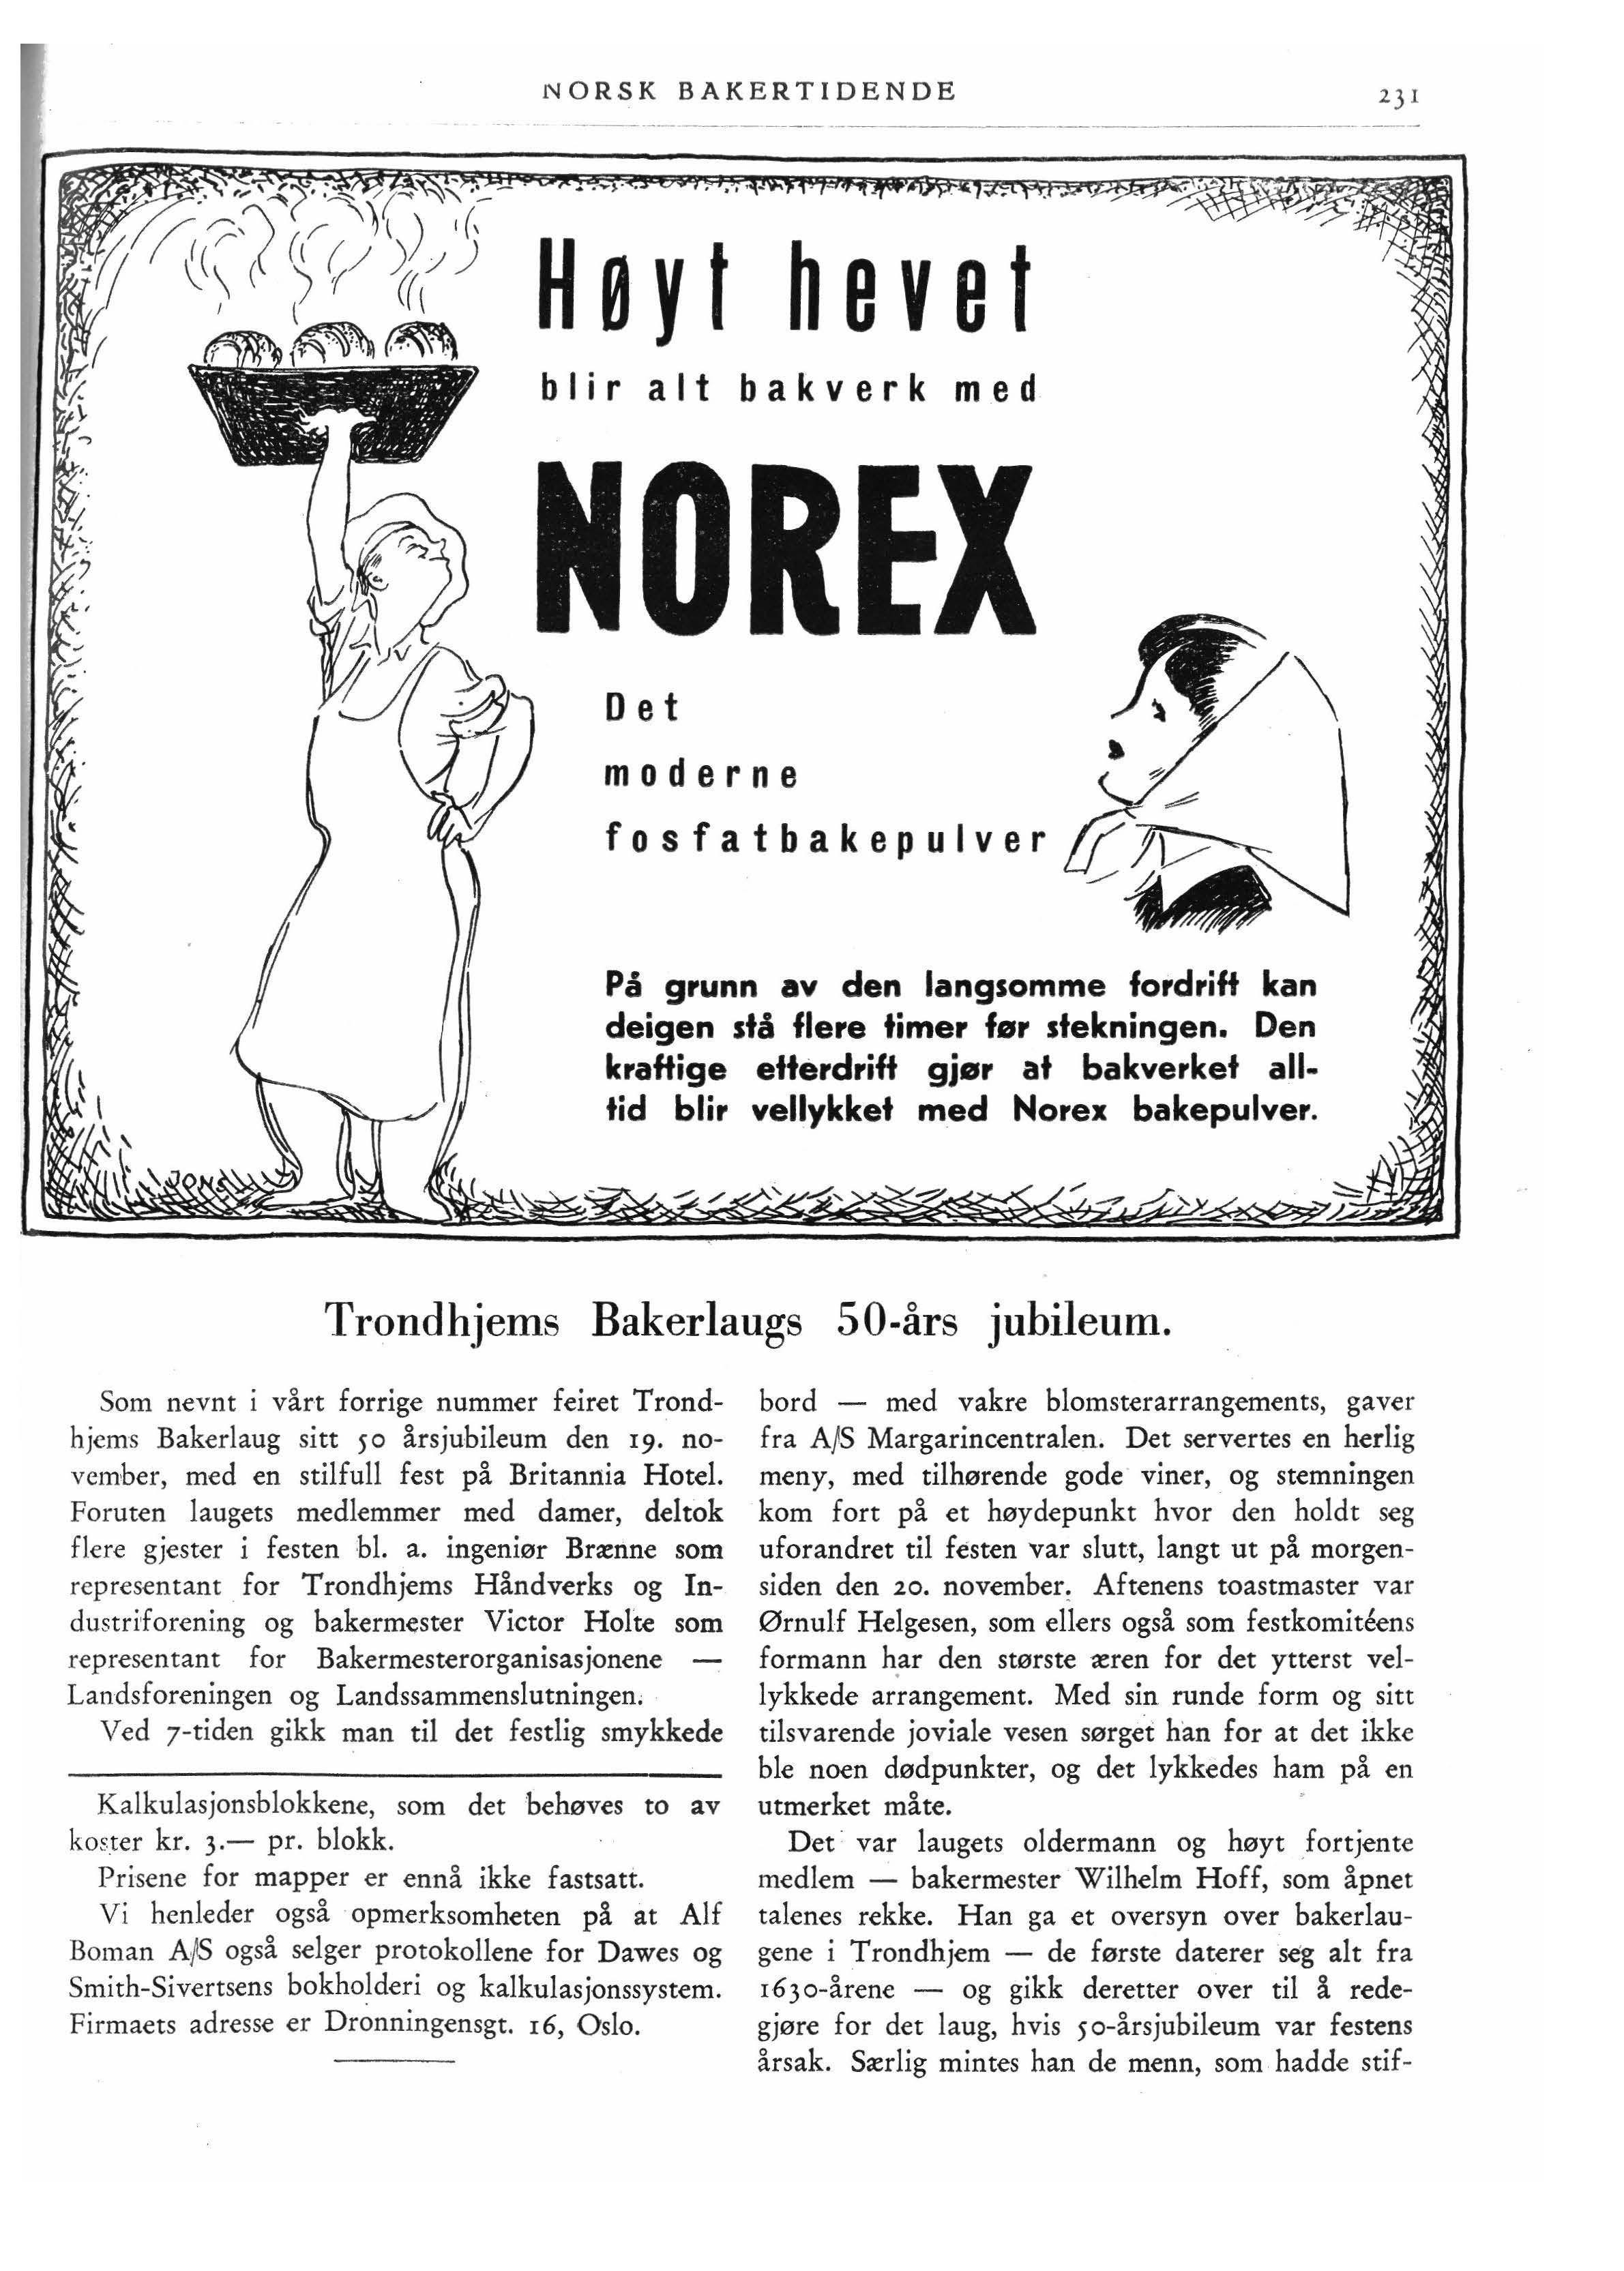 NORSK BAKERTIDENDE
231
Høyt hevet
blir alt bakverk med
NOREX
Det
moderne
fosfatbakepulver
På grunn av den langsomme fordrift kan
deigen stå flere timer før stekningen. Den
kraftige etterdrift gjør at bakverket all-
tid blir vellykket med Norex bakepulver.
Trondhjems Bakerlaugs 50-års jubileum.
Som nevnt i vårt forrige nummer feiret Trond-
hjems Bakerlaug sitt 50 årsjubileum den 19. no-
vember, med en stilfull fest på Britannia Hotel.
Foruten laugets medlemmer med damer, deltok
flere gjester i festen bl. a. ingeniør Brænne som
representant for Trondhjems Håndverks og In-
dustriforening og bakermester Victor Holte som
representant for Bakermesterorganisasjonene —
Landsforeningen og Landssammenslutningen.
Ved 7-tiden gikk man til det festlig smykkede
Kalkulasjonsblokkene, som det behøves to av
koster kr. 3.— pr. blokk.
Prisene for mapper er ennå ikke fastsatt.
Vi henleder også opmerksomheten på at Alf
Boman A/S også selger protokollene for Dawes og
Smith-Sivertsens bokholderi og kalkulasjonssystem.
Firmaets adresse er Dronningensgt. 16, Oslo.
bord — med vakre blomsterarrangements, gaver
fra A/S Margarincentralen. Det servertes en herlig
meny, med tilhørende gode viner, og stemningen
kom fort på et høydepunkt hvor den holdt seg
uforandret til festen var slutt, langt ut på morgen-
siden den 20. november. Aftenens toastmaster var
Ørnulf Helgesen, som ellers også som festkomitéens
formann har den største æren for det ytterst vel-
lykkede arrangement. Med sin runde form og sitt
tilsvarende joviale vesen sørget han for at det ikke
ble noen dødpunkter, og det lykkedes ham på en
utmerket måte.
Det var laugets oldermann og høyt fortjente
medlem — bakermester Wilhelm Hoff, som åpnet
talenes rekke. Han ga et oversyn over bakerlau-
gene i Trondhjem — de første daterer seg alt fra
1630-årene — og gikk deretter over til å rede-
gjøre for det laug, hvis 50-årsjubileum var festens
årsak. Særlig mintes han de menn, som hadde stif-